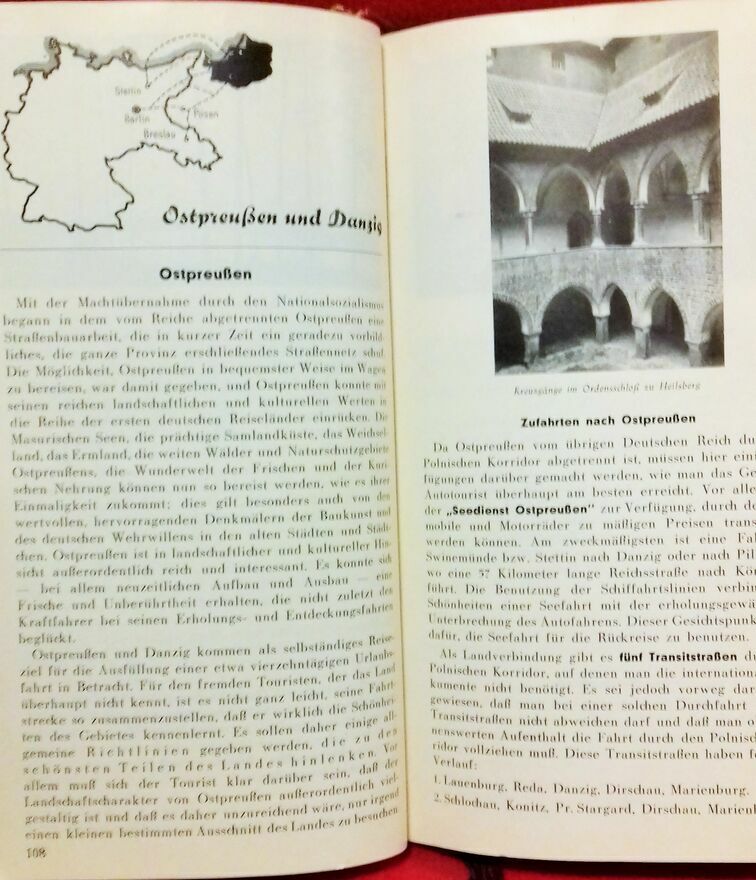 Stettin
Berlin
Posen
Breslau
Ostpreußen und Danzig
Ostpreußen
Mit der Machtübernahme durch den Nationalsozialismus
begann in dem vom Reiche abgetrennten Ostpreußen eine
Straßenbauarbeit, die in kurzer Zeit ein geradezu vorbild-
liches, die ganze Provinz erschließendes Straßennetz schuf.
Die Möglichkeit, Ostpreußen in bequemster Weise im Wagen
zu bereisen, war damit gegeben, und Ostpreußen konnte mit
seinen reichen landschaftlichen und kulturellen Werten in
die Reihe der ersten deutschen Reiseländer einrücken. Die
Masurischen Seen, die prächtige Samlandküste, das Weichsel-
land, das Ermland, die weiten Wälder und Naturschutzgebiete
Ostpreußens, die Wunderwelt der Frischen und der Kuri-
schen Nehrung können nun so bereist werden, wie es ihrer
Einmaligkeit zukommt; dies gilt besonders auch von den
wertvollen, hervorragenden Denkmälern der Baukunst und
des deutschen Wehrwillens in den alten Städten und Städt-
chen. Ostpreußen ist in landschaftlicher und kultureller Hin-
sicht außerordentlich reich und interessant. Es konnte sich
— bei allem neuzeitlichen Aufbau und Ausbau — eine
Frische und Unberührtheit erhalten, die nicht zuletzt den
Kraftfahrer bei seinen Erholungs- und Entdeckungsfahrten
beglückt.
Ostpreußen und Danzig kommen als selbständiges Reise-
ziel für die Ausfüllung einer etwa vierzehntägigen Urlaubs-
fahrt in Betracht. Für den fremden Touristen, der das Land
überhaupt nicht kennt, ist es nicht ganz leicht, seine Fahrt-
strecke so zusammenzustellen, daß er wirklich die Schönhei-
ten des Gebietes kennenlernt. Es sollen daher einige all-
gemeine Richtlinien gegeben werden, die zu den
schönsten Teilen des Landes hinlenken. Vor
allem muß sich der Tourist klar darüber sein, daß der
Landschaftscharakter von Ostpreußen außerordentlich viel-
gestaltig ist und daß es daher unzureichend wäre, nur irgend
einen kleinen bestimmten Ausschnitt des Landes zu besuchen
108
Kreuzgänge im Ordensschloß zu Heilsberg
Zufahrten nach Ostpreußen
Da Ostpreußen vom übrigen Deutschen Reich du
Polnischen Korridor abgetrennt ist, müssen hier eini
fügungen darüber gemacht werden, wie man das Ge
Autotourist überhaupt am besten erreicht. Vor alle
der „Seedienst Ostpreußen“ zur Verfügung, durch de
mobile und Motorräder zu mäßigen Preisen trans
werden können. Am zweckmäßigsten ist eine Fah
Swinemünde bzw. Stettin nach Danzig oder nach Pil
wo eine 57 Kilometer lange Reichsstraße nach Kön
führt. Die Benutzung der Schiffahrtslinien verbin
Schönheiten einer Seefahrt mit der erholungsgewi
Unterbrechung des Autofahrens. Dieser Gesichtspunk
dafür, die Seefahrt für die Rückreise zu benutzen.
Als Landverbindung gibt es fünf Transitstraßen du
Polnischen Korridor, auf denen man die internatio
kumente nicht benötigt. Es sei jedoch vorweg dar
gewiesen, daß man bei einer solchen Durchfahrt
Transitstraßen nicht abweichen darf und daß man o
nenswerten Aufenthalt die Fahrt durch den Polnis
ridor vollziehen muß. Diese Transitstraßen haben fo
Verlauf:
1. Lauenburg, Reda, Danzig, Dirschau, Marienburg.
2. Schlochau, Konitz, Pr. Stargard, Dirschau, Marien